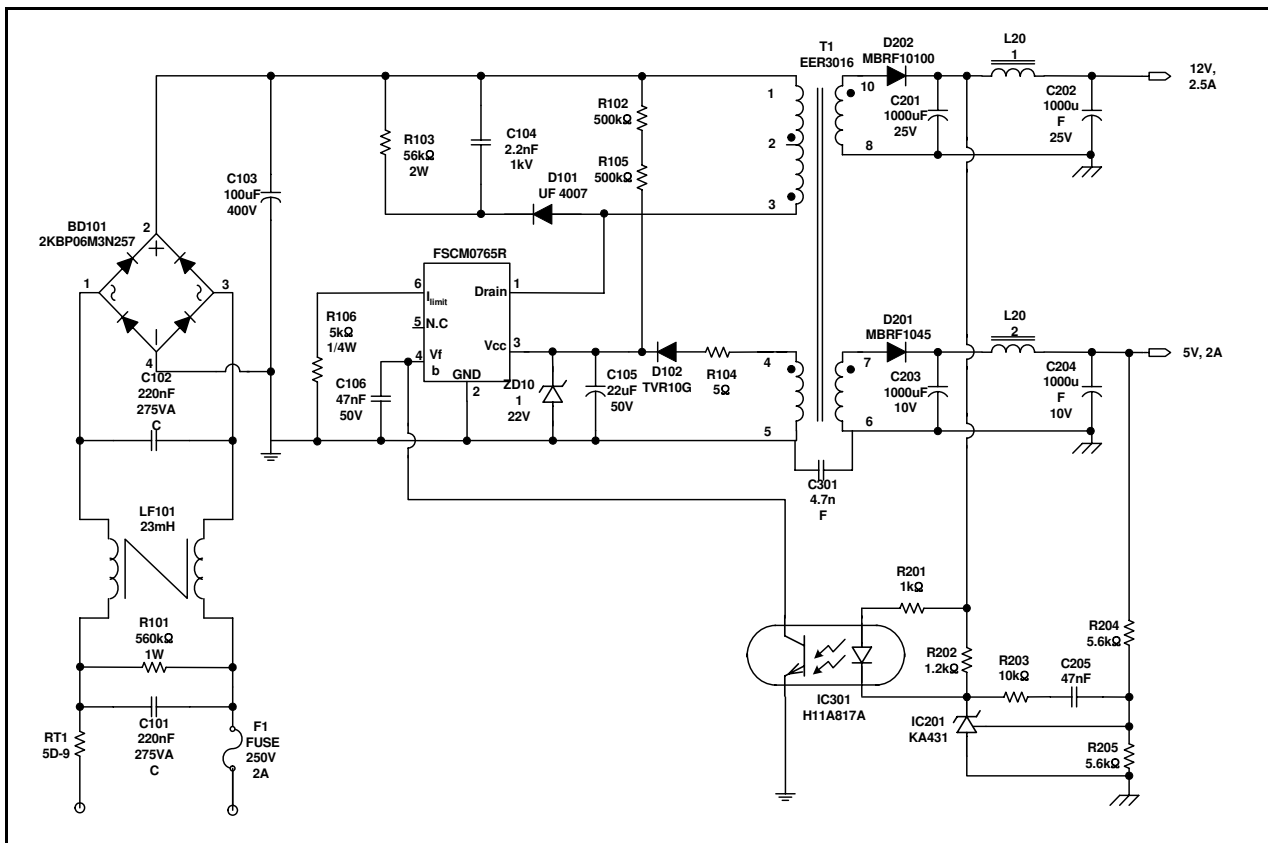 T1
EER3016
D202
MBRF10100
L20
1
12V,
2.5A
1
2
3
10
8
C201
1000uF
25V
C202
1000u
F
25V
R102
500kΩ
R105
500kΩ
R103
56kΩ
2W
C104
2.2nF
1kV
D101
UF 4007
C103
100uF
400V
BD101
2KBP06M3N257
2
1
3
4
FSCM0765R
6
Ilimit
Drain
1
5
N.C
4
Vf
b
Vcc
3
GND
2
R106
5kΩ
1/4W
C106
47nF
50V
ZD10
1
22V
C105
22uF
50V
D102
TVR10G
R104
5Ω
4
5
7
6
D201
MBRF1045
L20
2
5V, 2A
C203
1000uF
10V
C204
1000u
F
10V
C102
220nF
275VA
C
C301
4.7n
F
LF101
23mH
R101
560kΩ
1W
C101
220nF
275VA
C
RT1
5D-9
F1
FUSE
250V
2A
R201
1kΩ
R202
1.2kΩ
R203
10kΩ
C205
47nF
R204
5.6kΩ
IC301
H11A817A
IC201
KA431
R205
5.6kΩ